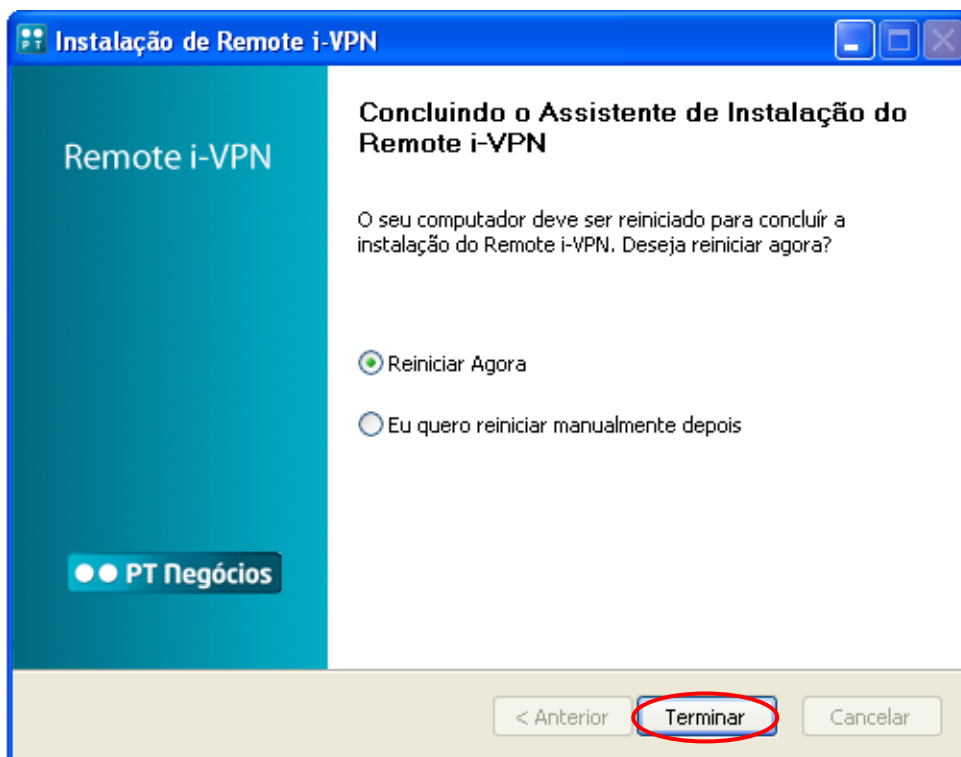 PT Instalação de Remote i-VPN
Remote i-VPN
Concluindo o Assistente de Instalação do
Remote i-VPN
O seu computador deve ser reiniciado para concluír a
instalação do Remote i-VPN. Deseja reiniciar agora?
Reiniciar Agora
Eu quero reiniciar manualmente depois
PT Negócios
< Anterior
Terminar
Cancelar